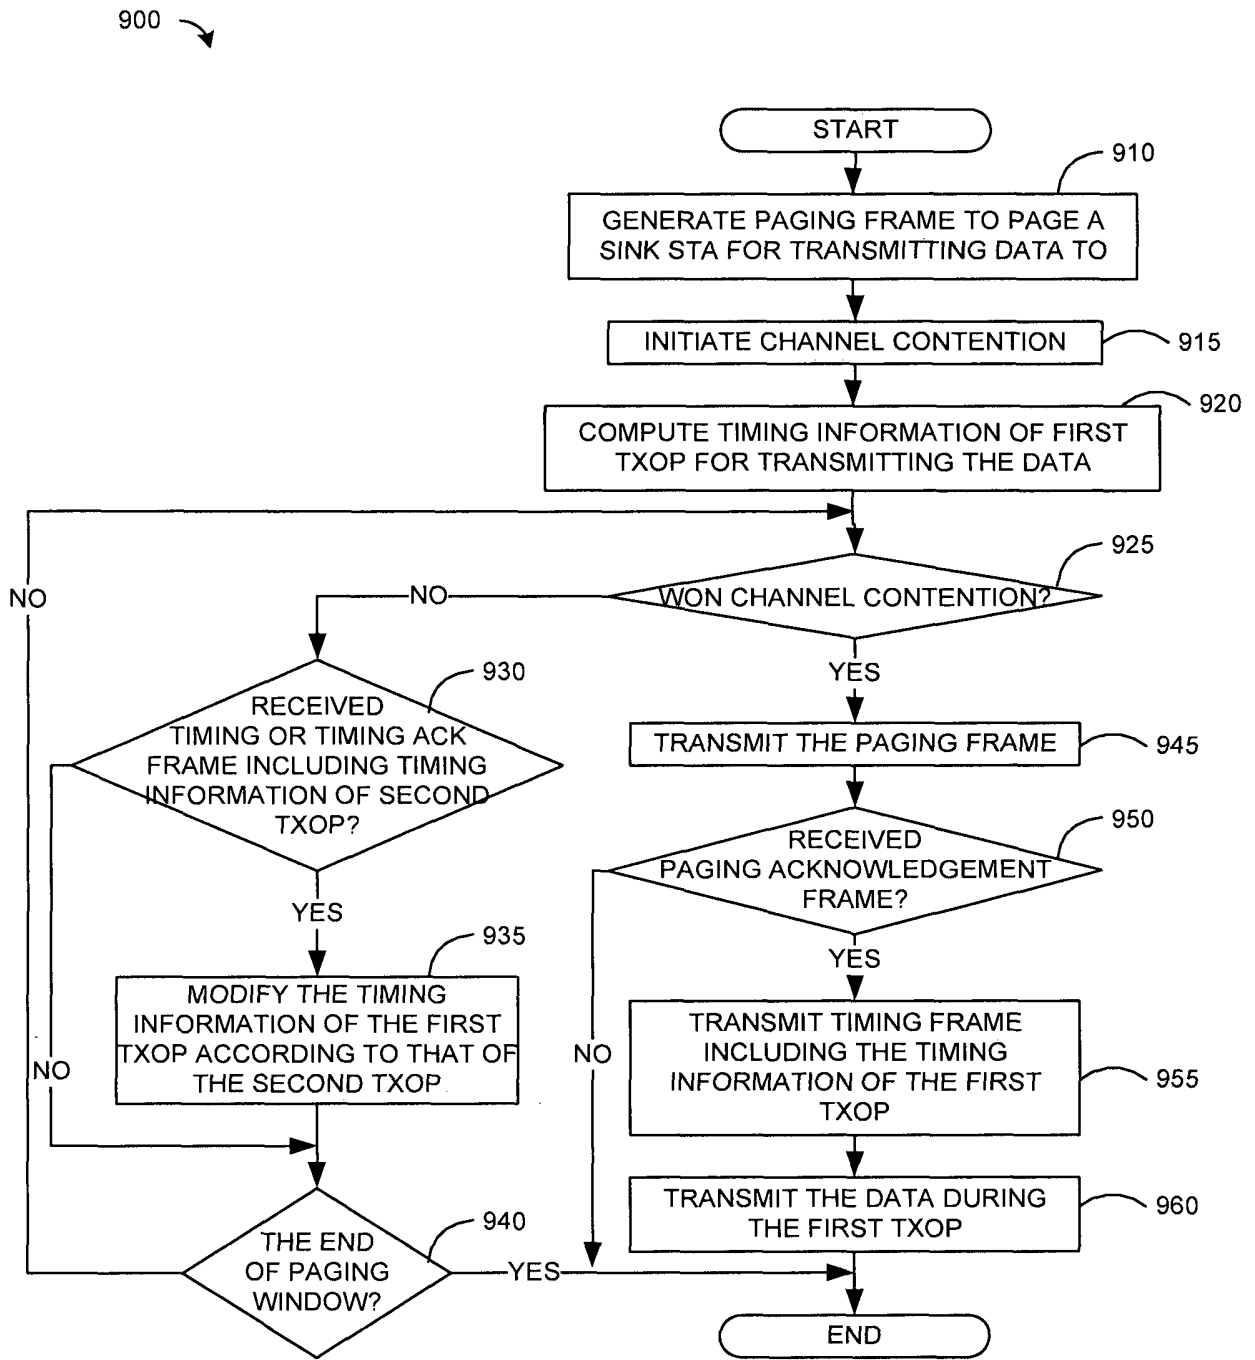 900
START
910
GENERATE PAGING FRAME TO PAGE A
SINK STA FOR TRANSMITTING DATA TO
INITIATE CHANNEL CONTENTION
915
920
COMPUTE TIMING INFORMATION OF FIRST
TXOP FOR TRANSMITTING THE DATA
925
WON CHANNEL CONTENTION?
NO
NO
YES
930
RECEIVED
TIMING OR TIMING ACK
FRAME INCLUDING TIMING
INFORMATION OF SECOND
TXOP?
TRANSMIT THE PAGING FRAME
945
950
RECEIVED
PAGING ACKNOWLEDGEMENT
FRAME?
YES
935
YES
MODIFY THE TIMING
INFORMATION OF THE FIRST
TXOP ACCORDING TO THAT OF
THE SECOND TXOP
NO
NO
TRANSMIT TIMING FRAME
INCLUDING THE TIMING
INFORMATION OF THE FIRST
TXOP
955
TRANSMIT THE DATA DURING
THE FIRST TXOP
960
940
THE END
OF PAGING
WINDOW?
YES
END